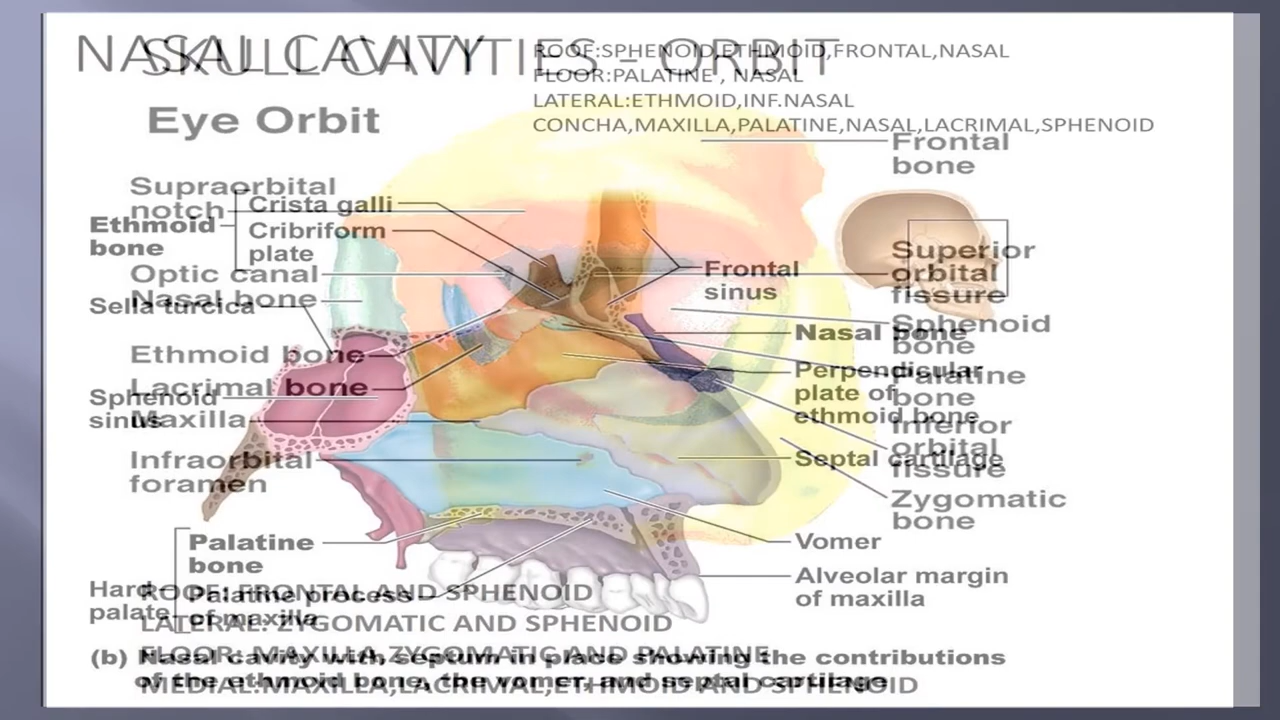 NASAL CAVITY
SKULL CAVITIES – ORBIT
ROOF:SPHENOID,ETHMOID,FRONTAL,NASAL
FLOOR:PALATINE , NASAL
LATERAL:ETHMOID,INF.NASAL
CONCHA,MAXILLA,PALATINE,NASAL,LACRIMAL,SPHENOID
Eye Orbit
Supraorbital
notch
Optic canal
Nasal bone
Ethmoid bone
Lacrimal bone
Maxilla
Infraorbital
foramen
Frontal
bone
Superior
orbital
fissure
Sphenoid
bone
Palatine
bone
Inferior
orbital
fissure
Zygomatic
bone
Ethmoid
bone
Crista galli
Cribriform
plate
Sella turcica
Sphenoid
sinus
Frontal
sinus
Nasal bone
Perpendicular
plate of
ethmoid bone
Septal cartilage
Vomer
Alveolar margin
of maxilla
Hard
palate
Palatine
bone
Palatine process
of maxilla
ROOF: FRONTAL AND SPHENOID
LATERAL: ZYGOMATIC AND SPHENOID
FLOOR: MAXILLA,ZYGOMATIC AND PALATINE
MEDIAL:MAXILLA,LACRIMAL,ETHMOID AND SPHENOID
(b) Nasal cavity with septum in place showing the contributions
of the ethmoid bone, the vomer, and septal cartilage